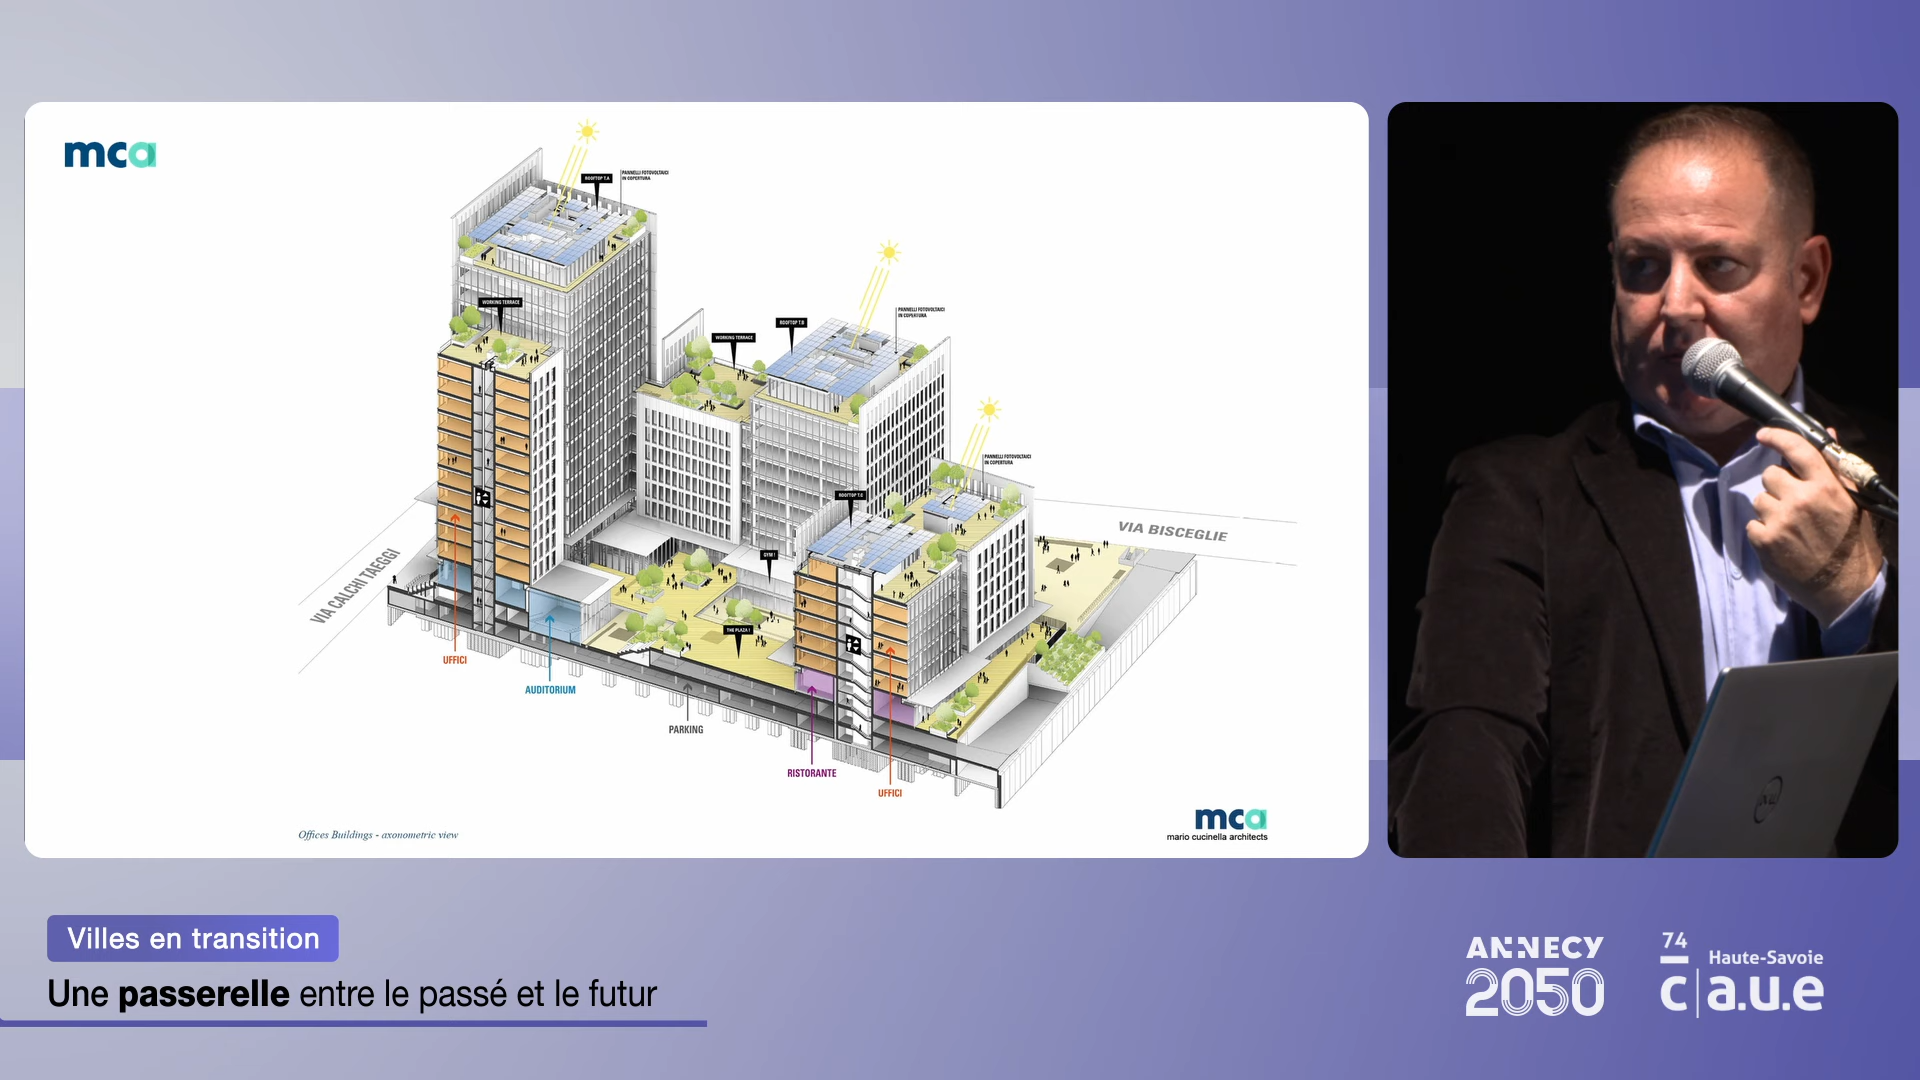 mca
ROOFTOP T.A
PANNELLI FOTOVOLTAICI
IN COPERTURA
WORKING TERRACE
WORKING TERRACE
ROOFTOP T.B
PANNELLI FOTOVOLTAICI
IN COPERTURA
PANNELLI FOTOVOLTAICI
IN COPERTURA
ROOFTOP T.C
VIA BISCEGLIE
VIA CALCHI TAEGGI
GYM !
THE PLAZA !
UFFICI
AUDITORIUM
PARKING
RISTORANTE
UFFICI
Offices Buildings - axonometric view
mca
mario cucinella architects
DELL
Villes en transition
Une passerelle entre le passé et le futur
ANNECY
2050
74
Haute-Savoie
c|a.u.e